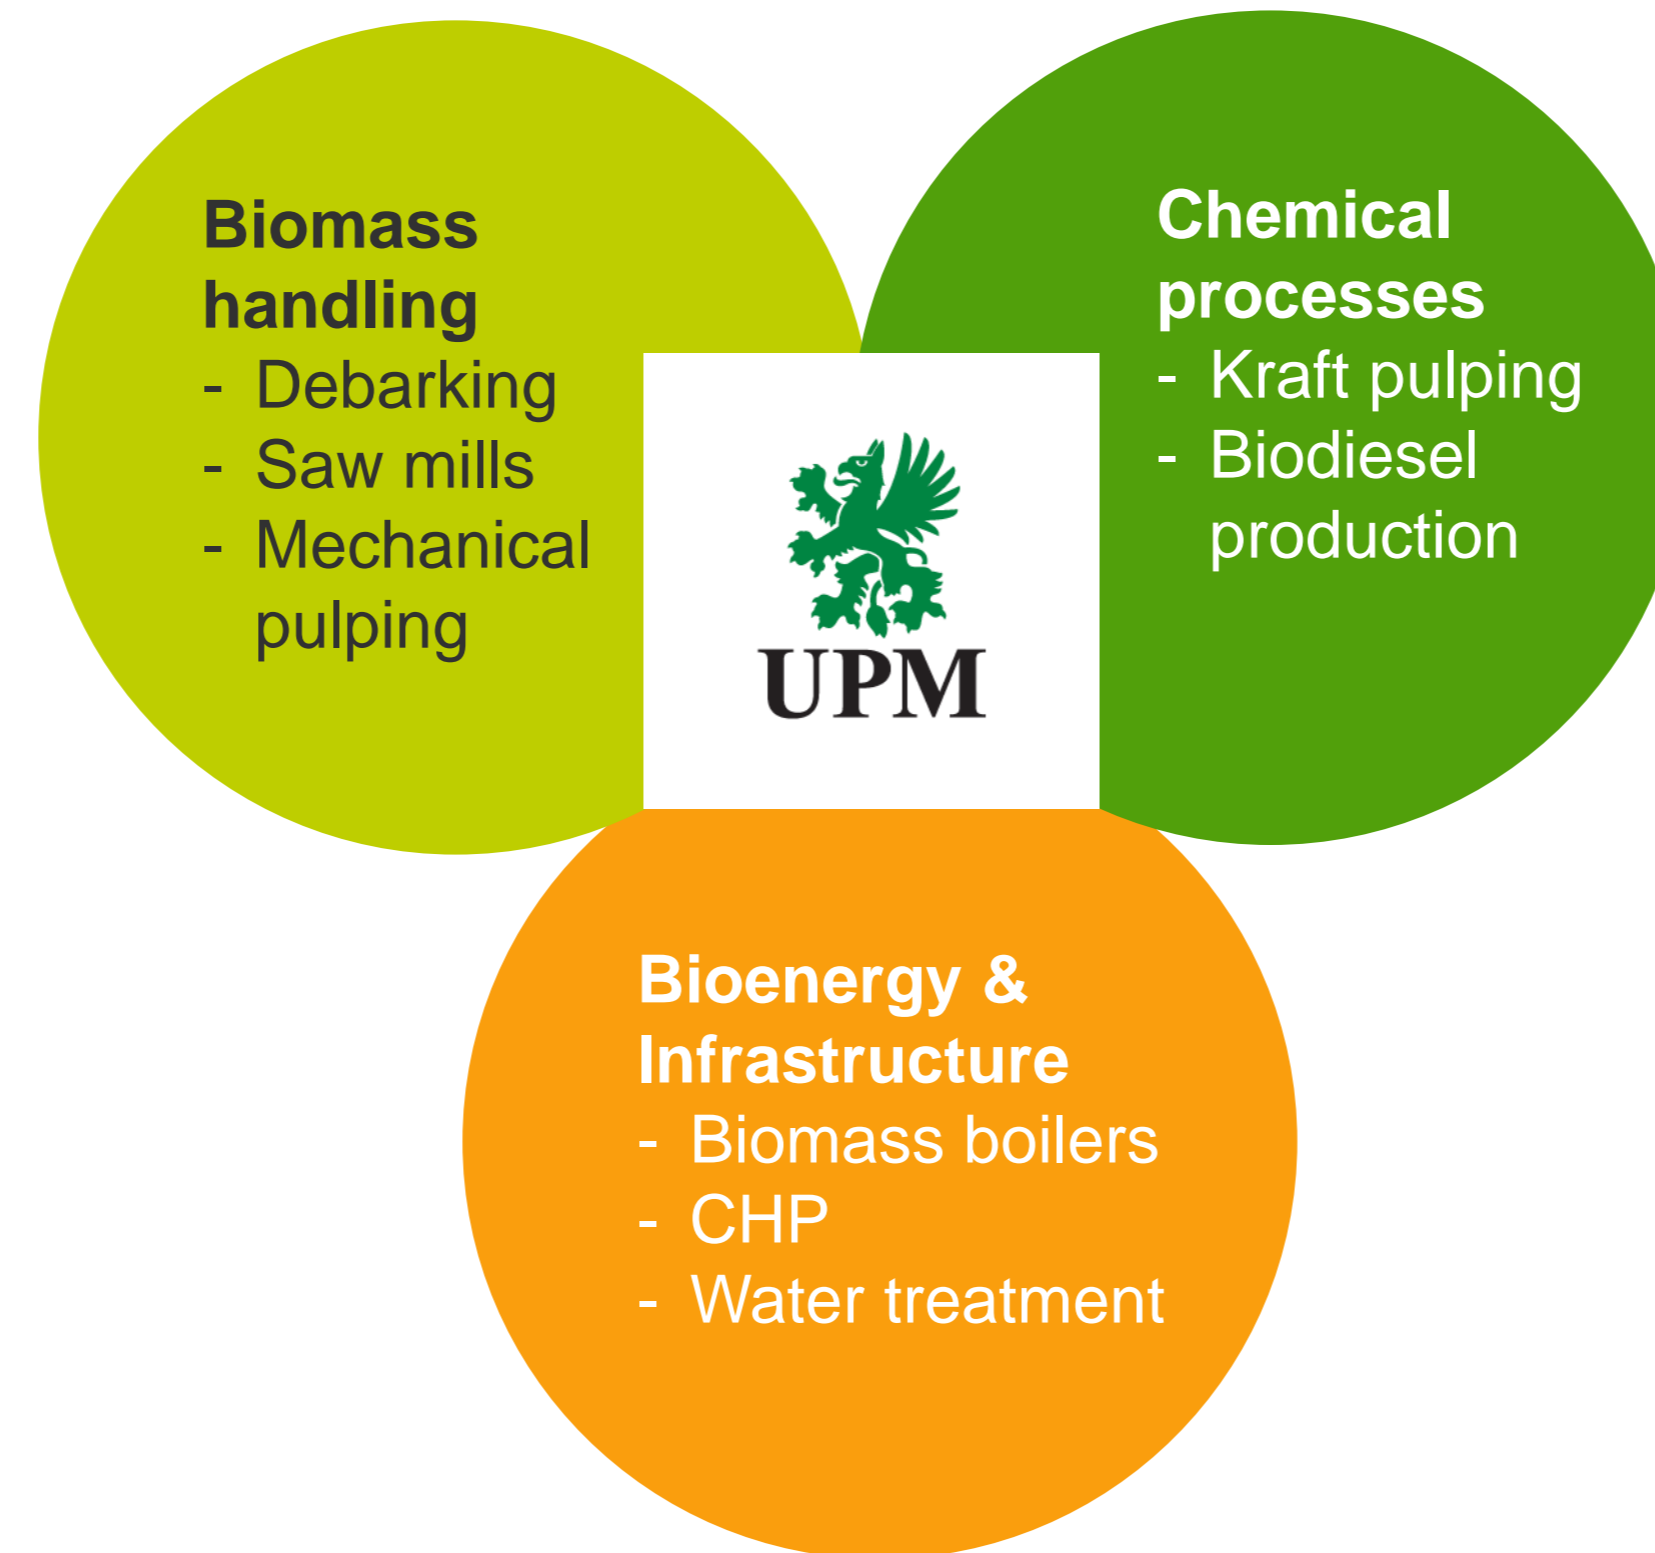 Biomass
handling
- Debarking
- Saw mills
- Mechanical
pulping
Chemical
processes
- Kraft pulping
- Biodiesel
production
UPM
Bioenergy &
Infrastructure
- Biomass boilers
- CHP
- Water treatment